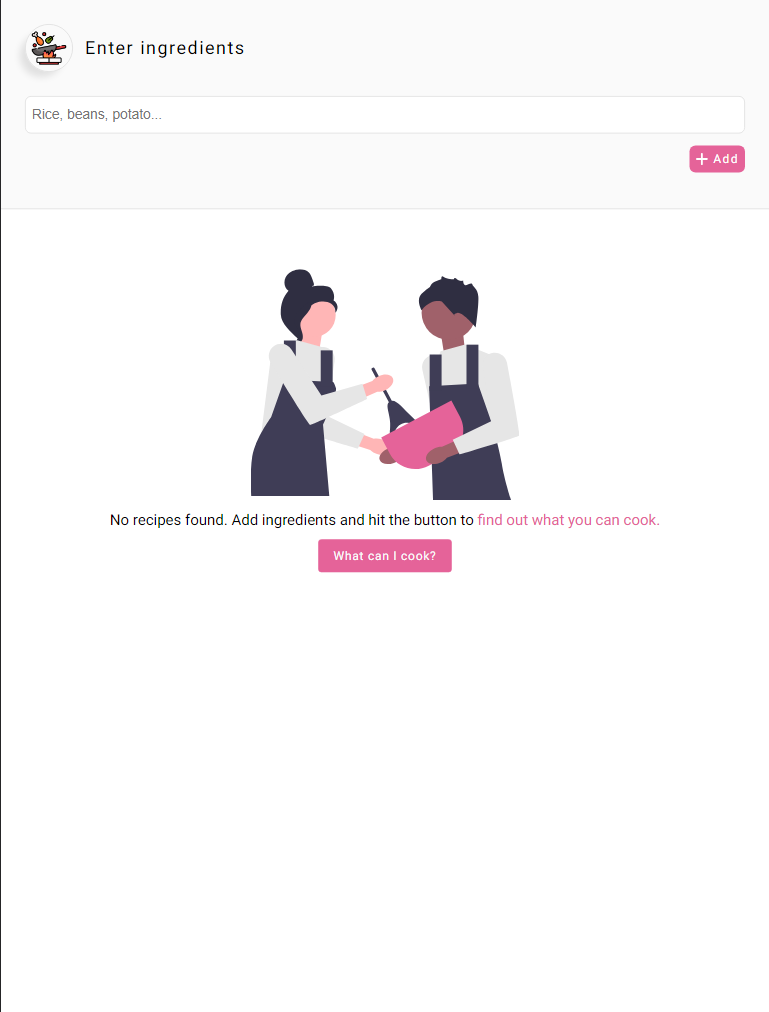 Enter ingredients
Rice, beans, potato...
Add
No recipes found. Add ingredients and hit the button to find out what you can cook.
What can I cook?